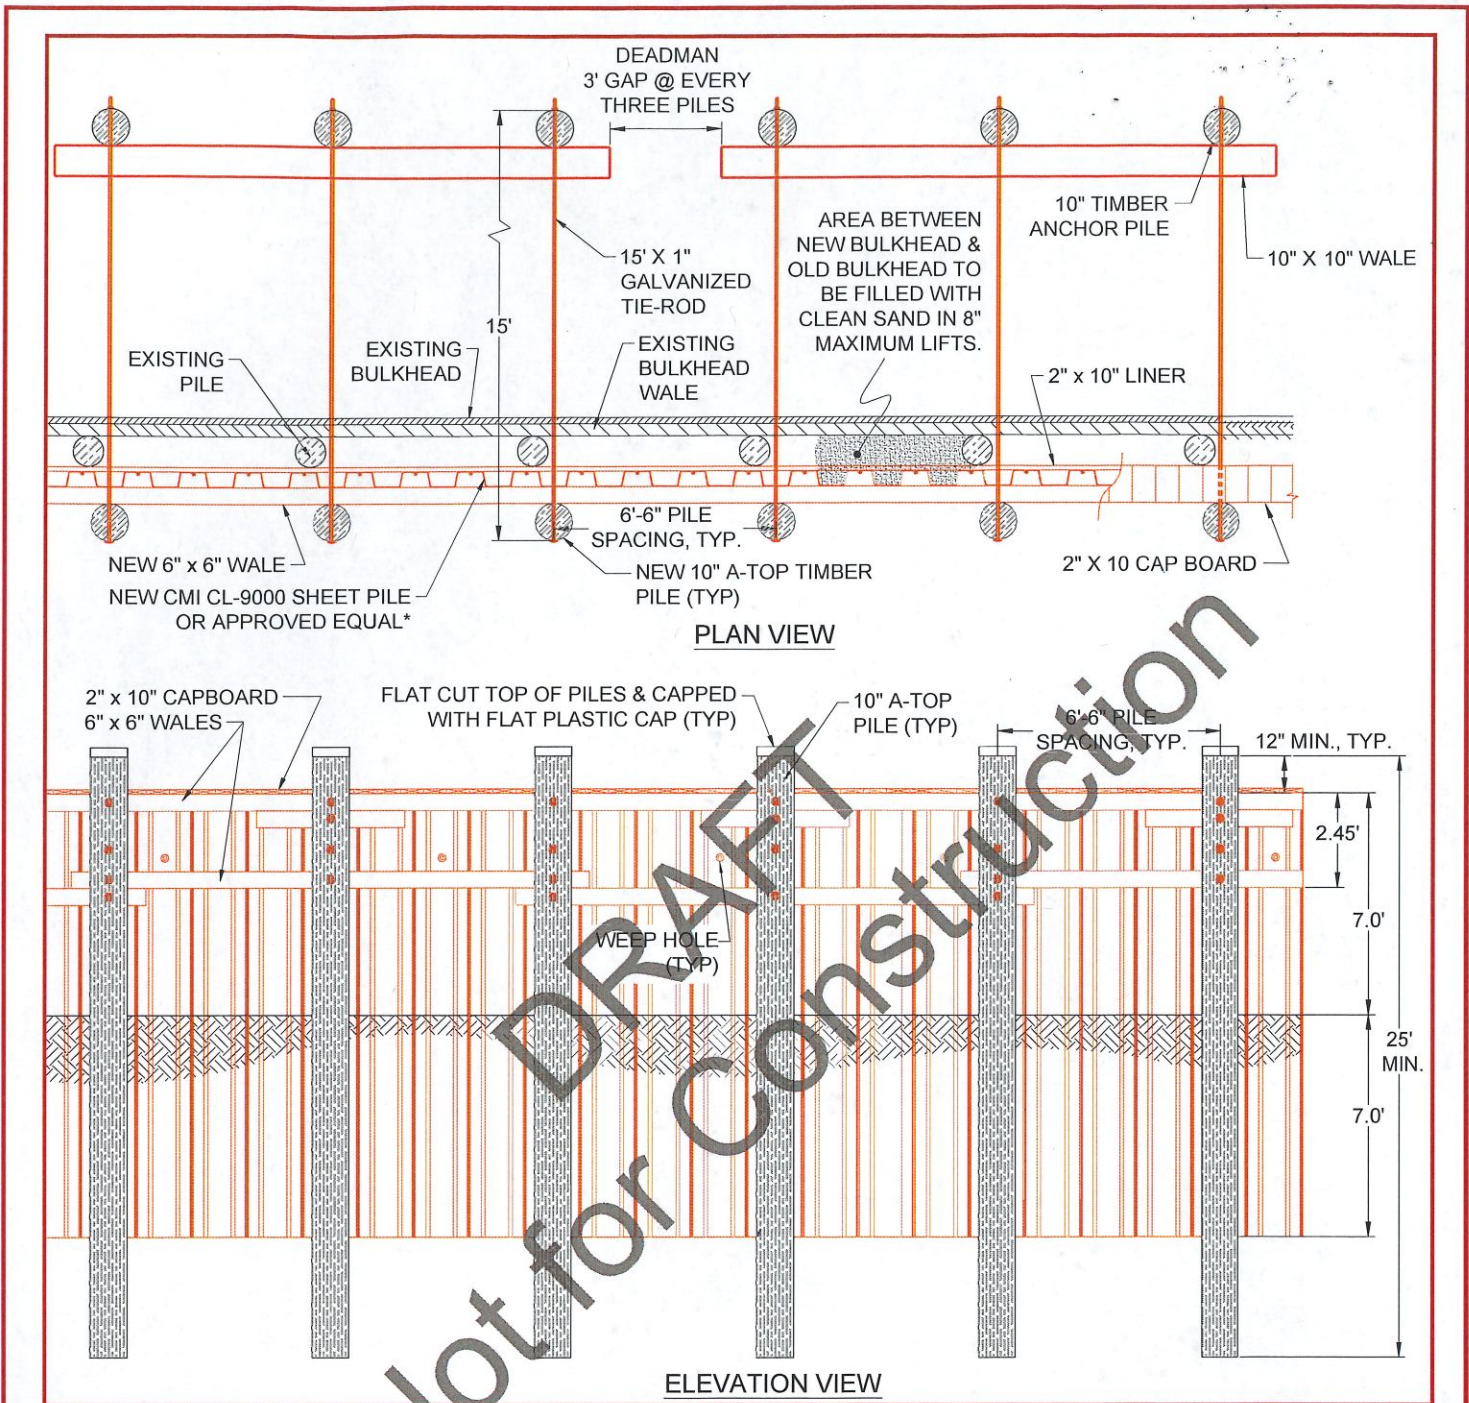 DEADMAN
3' GAP @ EVERY
THREE PILES
10" TIMBER
ANCHOR PILE
10" X 10" WALE
AREA BETWEEN
NEW BULKHEAD &
OLD BULKHEAD TO
BE FILLED WITH
CLEAN SAND IN 8"
MAXIMUM LIFTS.
15' X 1"
GALVANIZED
TIE-ROD
15'
EXISTING
PILE
EXISTING
BULKHEAD
EXISTING
BULKHEAD
WALE
2" x 10" LINER
6'-6" PILE
SPACING, TYP.
NEW 6" x 6" WALE
NEW CMI CL-9000 SHEET PILE
OR APPROVED EQUAL*
NEW 10" A-TOP TIMBER
PILE (TYP)
2" X 10 CAP BOARD
PLAN VIEW
2" x 10" CAPBOARD
6" x 6" WALES
FLAT CUT TOP OF PILES & CAPPED
WITH FLAT PLASTIC CAP (TYP)
10" A-TOP
PILE (TYP)
6'-6" PILE
SPACING, TYP.
12" MIN., TYP.
2.45'
7.0'
WEEP HOLE
(TYP)
25'
MIN.
7.0'
DRAFT
Not for Construction
ELEVATION VIEW